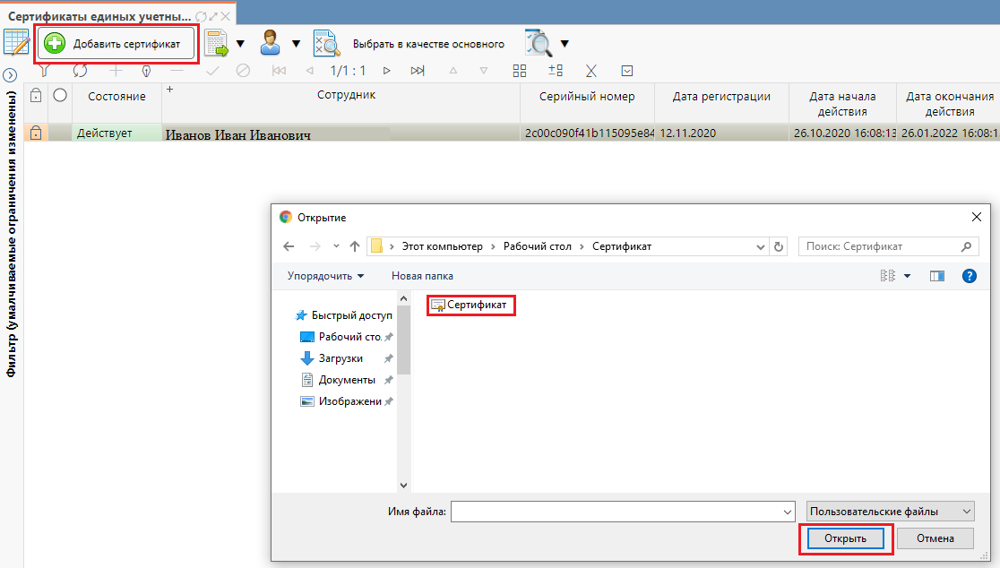 Сертификаты единых учетны...
Добавить сертификат
Выбрать в качестве основного
1/1 : 1
Фильтр (умалчиваемые ограничения изменены)
Состояние
+
Сотрудник
Серийный номер
Дата регистрации
Дата начала
действия
Дата окончания
действия
Действует
Иванов Иван Иванович
2c00c090f41b115095e84
12.11.2020
26.10.2020 16:08:13
26.01.2022 16:08:1
Открытие
Этот компьютер
Рабочий стол
Сертификат
Поиск: Сертификат
Упорядочить
Новая папка
?
Быстрый доступ
Рабочий сто
Загрузки
Документы
Изображени
Сертификат
Имя файла:
Пользовательские файлы
Открыть
Отмена